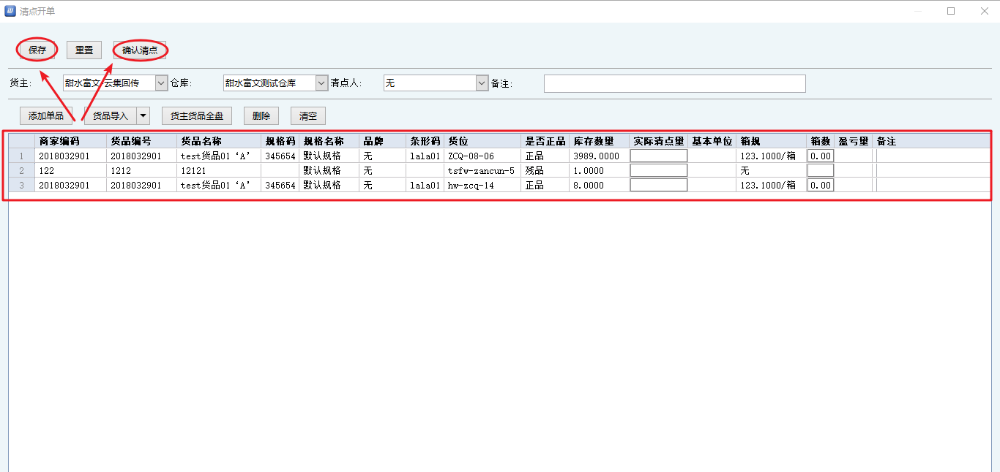 清点开单
保存 重置 确认清点
货主: 甜水富文-云集回传 仓库: 甜水富文测试仓库 清点人: 无 备注:
添加单品 货品导入 货主货品全盘 删除 清空
商家编码 货品编号 货品名称 规格码 规格名称 品牌 条形码 货位 是否正品 库存数量 实际清点量 基本单位 箱规 箱数 盈亏量 备注
1 2018032901 2018032901 test货品01‘A’ 345654 默认规格 无 lala01 ZCQ-08-06 正品 3989.0000 123.1000/箱 0.00
2 122 1212 12121 默认规格 无 tsfw-zancun-5 残品 1.0000 无
3 2018032901 2018032901 test货品01‘A’ 345654 默认规格 无 lala01 hw-zcq-14 正品 8.0000 123.1000/箱 0.00